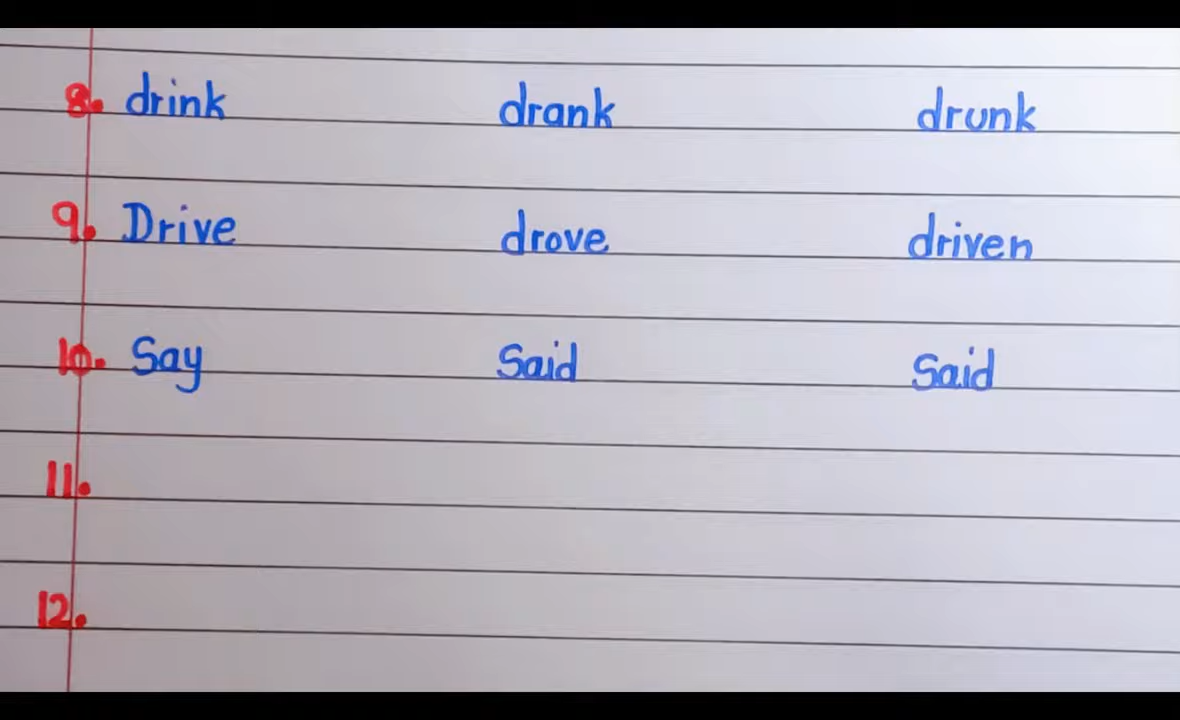 8. drink drank drunk
9. Drive drove driven
10. Say Said Said
11.
12.